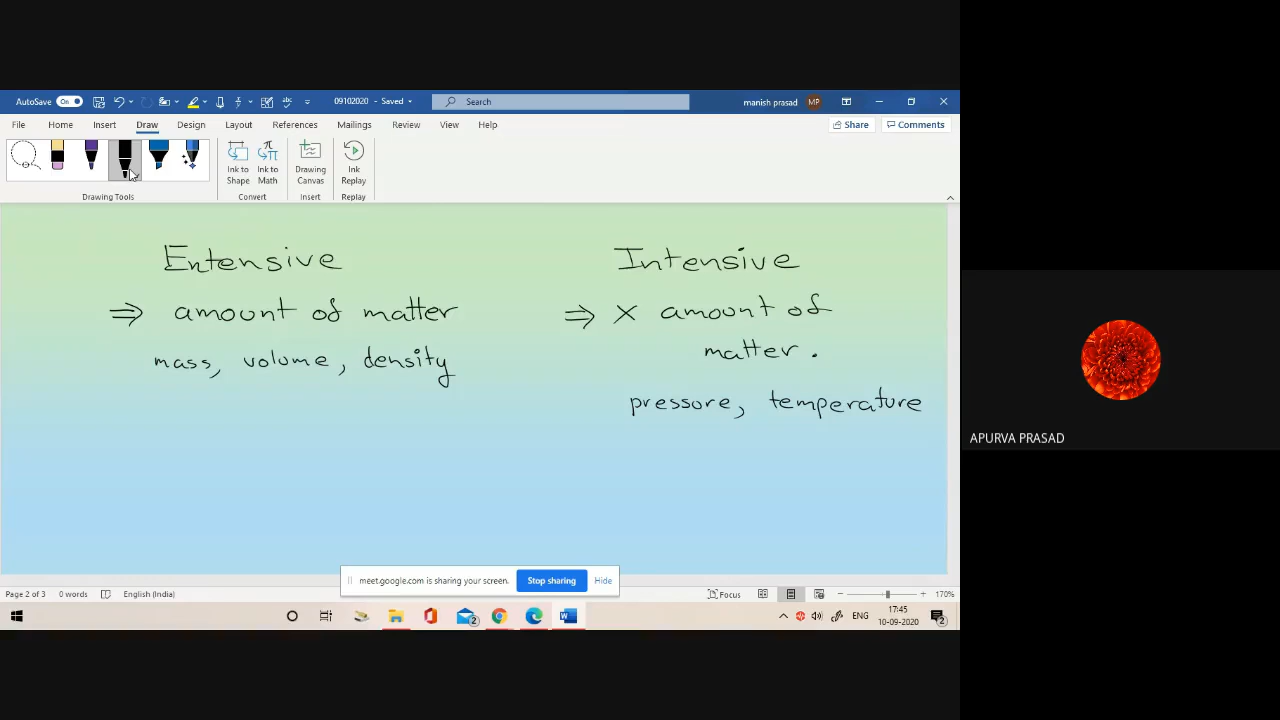 AutoSave On 09102020 - Saved Search manish prasad MP
File Home Insert Draw Design Layout References Mailings Review View Help Share Comments
Ink to Shape Ink to Math Drawing Canvas Ink Replay
Drawing Tools Convert Insert Replay
Extensive
⇒ amount of matter
mass, volume, density
Intensive
⇒ × amount of
matter.
pressore, temperature
APURVA PRASAD
meet.google.com is sharing your screen. Stop sharing Hide
Page 2 of 3 0 words English (India) Focus 170%
2 ENG 17:45
10-09-2020 2